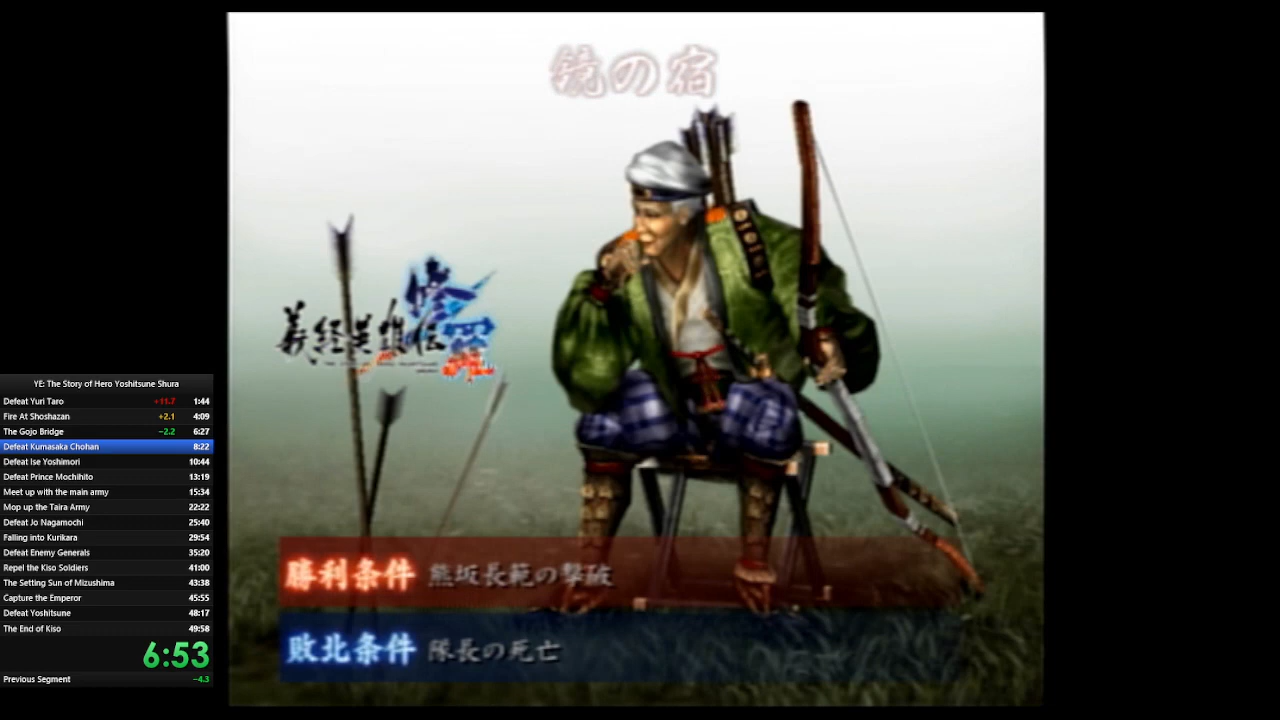 鏡の宿
義経英雄伝
修羅
勝利条件 熊坂長範の撃破
敗北条件 隊長の死亡
YE: The Story of Hero Yoshitsune Shura
Defeat Yuri Taro +11.7 1:44
Fire At Shoshazan +2.1 4:09
The Gojo Bridge −2.2 6:27
Defeat Kumasaka Chohan 8:22
Defeat Ise Yoshimori 10:44
Defeat Prince Mochihito 13:19
Meet up with the main army 15:34
Mop up the Taira Army 22:22
Defeat Jo Nagamochi 25:40
Falling into Kurikara 29:54
Defeat Enemy Generals 35:20
Repel the Kiso Soldiers 41:00
The Setting Sun of Mizushima 43:38
Capture the Emperor 45:55
Defeat Yoshitsune 48:17
The End of Kiso 49:58
6:53
Previous Segment −4.3